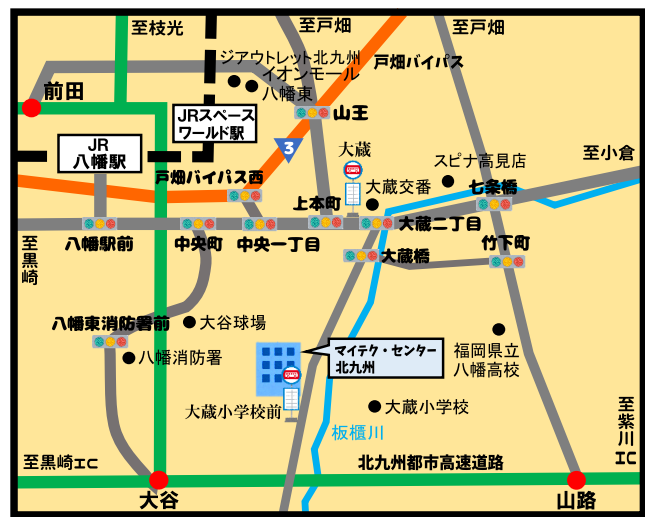 至枝光
至戸畑
至戸畑
ジアウトレット北九州
イオンモール
八幡東
戸畑バイパス
前田
JRスペース
ワールド駅
山王
3
JR
八幡駅
大蔵
スピナ高見店
至小倉
戸畑バイパス西
大蔵交番
七条橋
上本町
至黒崎
八幡駅前
中央町
中央一丁目
大蔵二丁目
竹下町
大蔵橋
八幡東消防署前
大谷球場
八幡消防署
マイテク・センター
北九州
福岡県立
八幡高校
大蔵小学校前
大蔵小学校
板櫃川
至紫川IC
至黒崎IC
北九州都市高速道路
大谷
山路